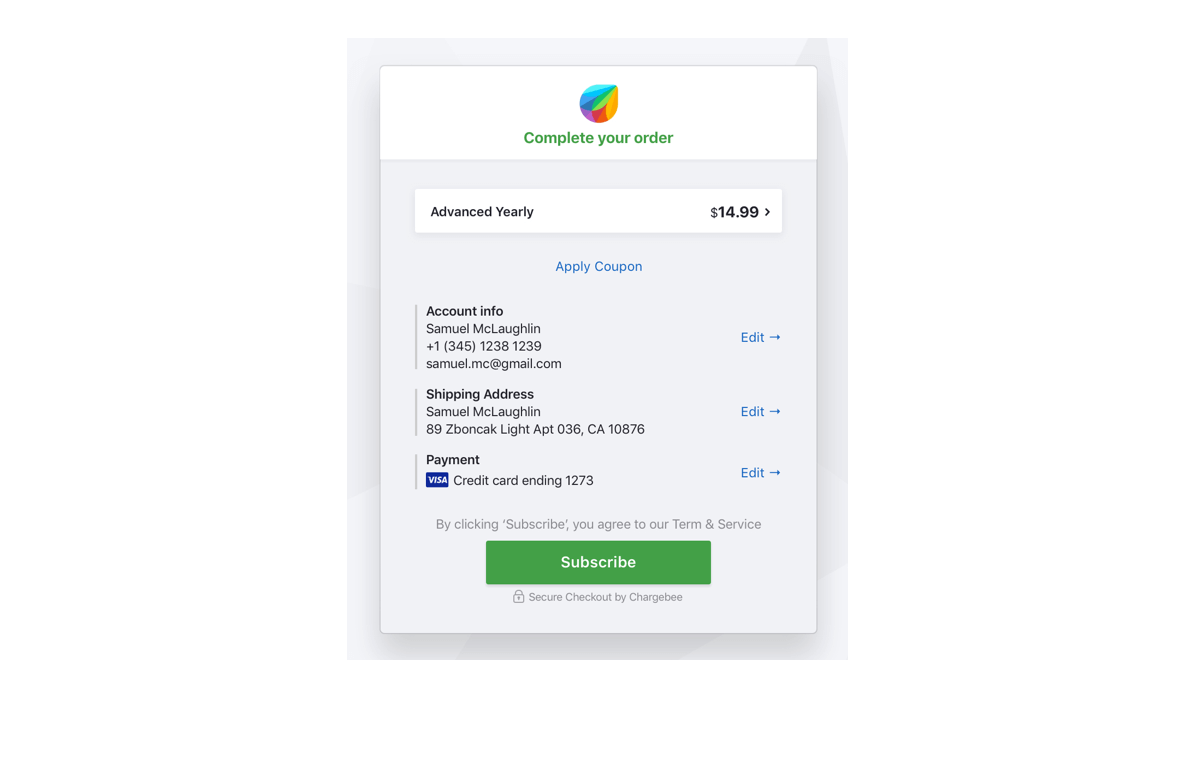 Complete your order
Advanced Yearly $14.99 >
Apply Coupon
Account info
Samuel McLaughlin
+1 (345) 1238 1239
samuel.mc@gmail.com
Edit →
Shipping Address
Samuel McLaughlin
89 Zboncak Light Apt 036, CA 10876
Edit →
Payment
VISA Credit card ending 1273
Edit →
By clicking ‘Subscribe’, you agree to our Term & Service
Subscribe
Secure Checkout by Chargebee